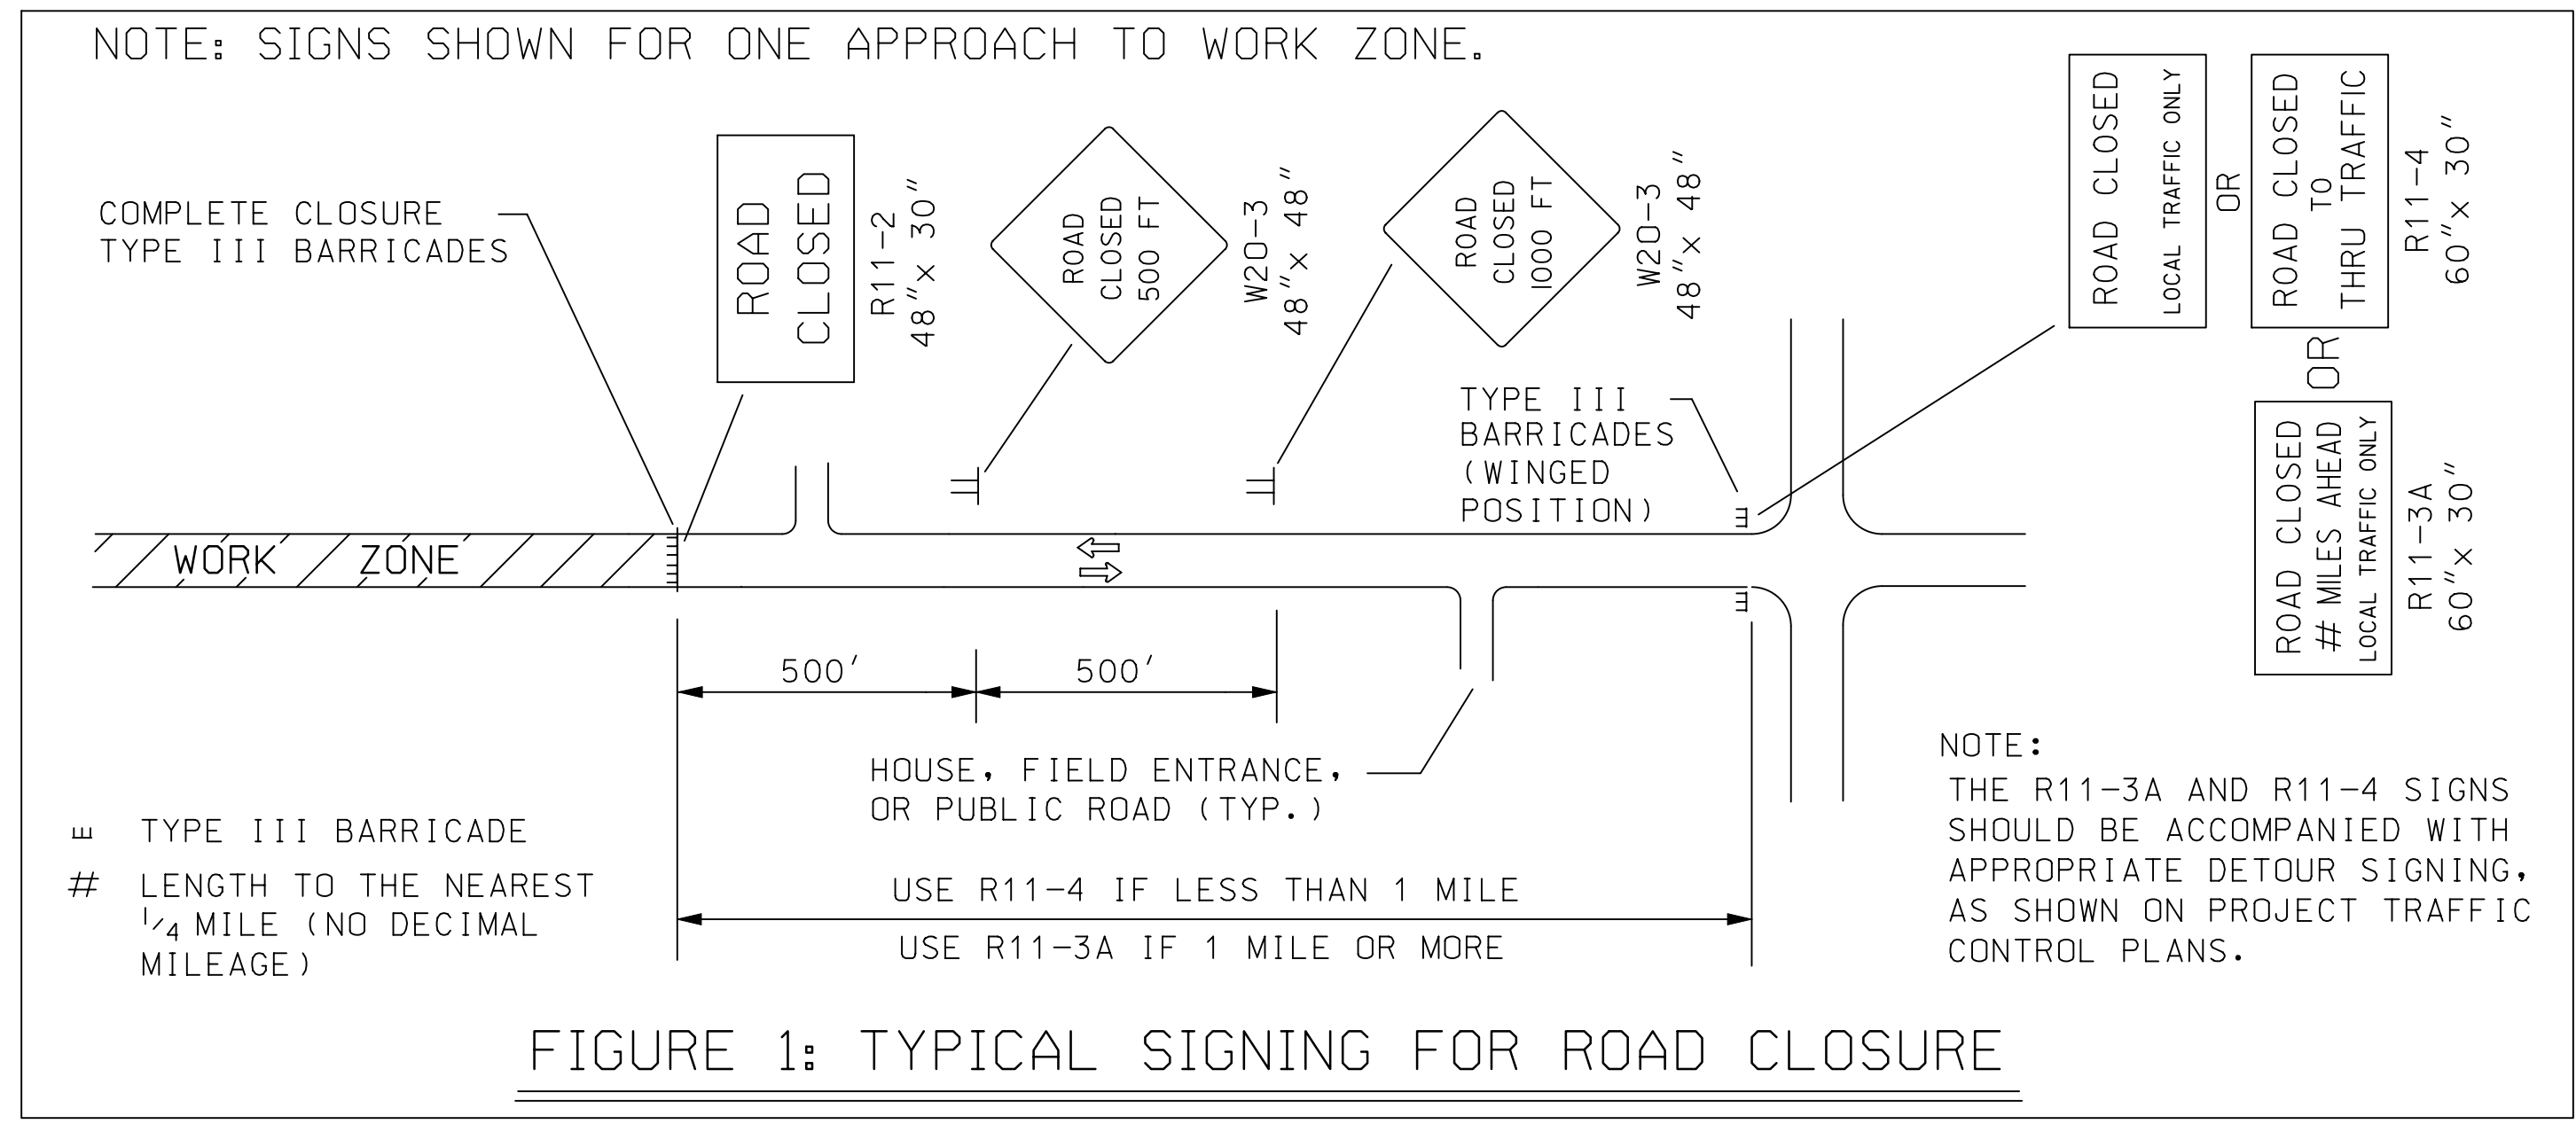 NOTE: SIGNS SHOWN FOR ONE APPROACH TO WORK ZONE.
COMPLETE CLOSURE
TYPE III BARRICADES
ROAD
CLOSED
R11-2
48"x 30"
ROAD
CLOSED
500 FT
W20-3
48"x 48"
ROAD
CLOSED
1000 FT
W20-3
48"x 48"
TYPE III
BARRICADES
(WINGED
POSITION)
ROAD CLOSED
LOCAL TRAFFIC ONLY
OR
ROAD CLOSED
TO
THRU TRAFFIC
R11-4
60"x 30"
OR
ROAD CLOSED
# MILES AHEAD
LOCAL TRAFFIC ONLY
R11-3A
60"x 30"
WORK ZONE
500'
500'
HOUSE, FIELD ENTRANCE,
OR PUBLIC ROAD (TYP.)
USE R11-4 IF LESS THAN 1 MILE
USE R11-3A IF 1 MILE OR MORE
E TYPE III BARRICADE
# LENGTH TO THE NEAREST
1/4 MILE (NO DECIMAL
MILEAGE)
NOTE:
THE R11-3A AND R11-4 SIGNS
SHOULD BE ACCOMPANIED WITH
APPROPRIATE DETOUR SIGNING,
AS SHOWN ON PROJECT TRAFFIC
CONTROL PLANS.
FIGURE 1: TYPICAL SIGNING FOR ROAD CLOSURE